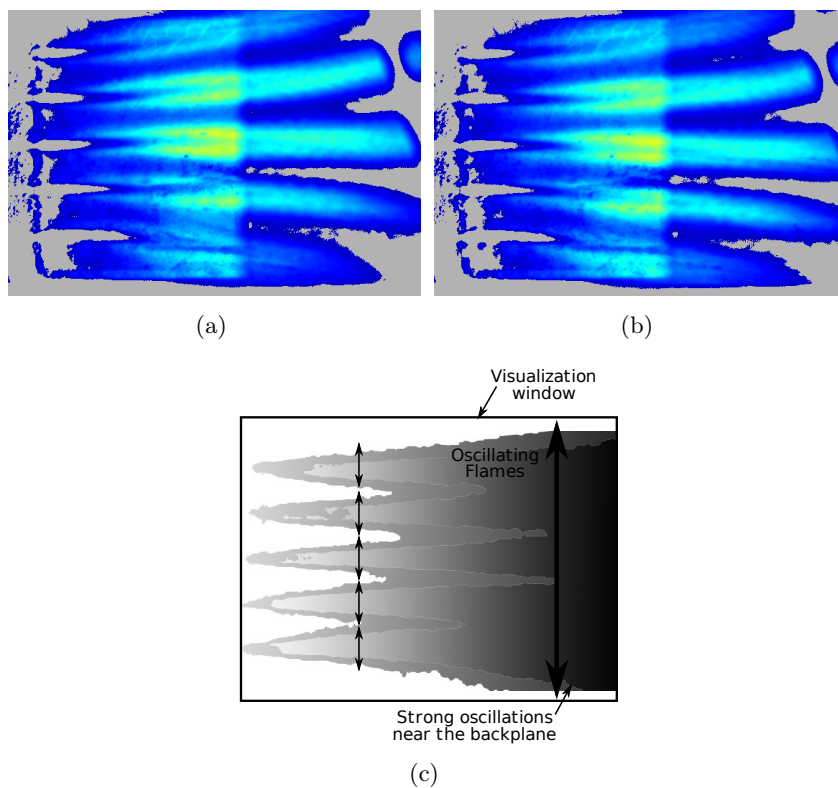 (a)
(b)
Visualization
window
Oscillating
Flames
Strong oscillations
near the backplane
(c)